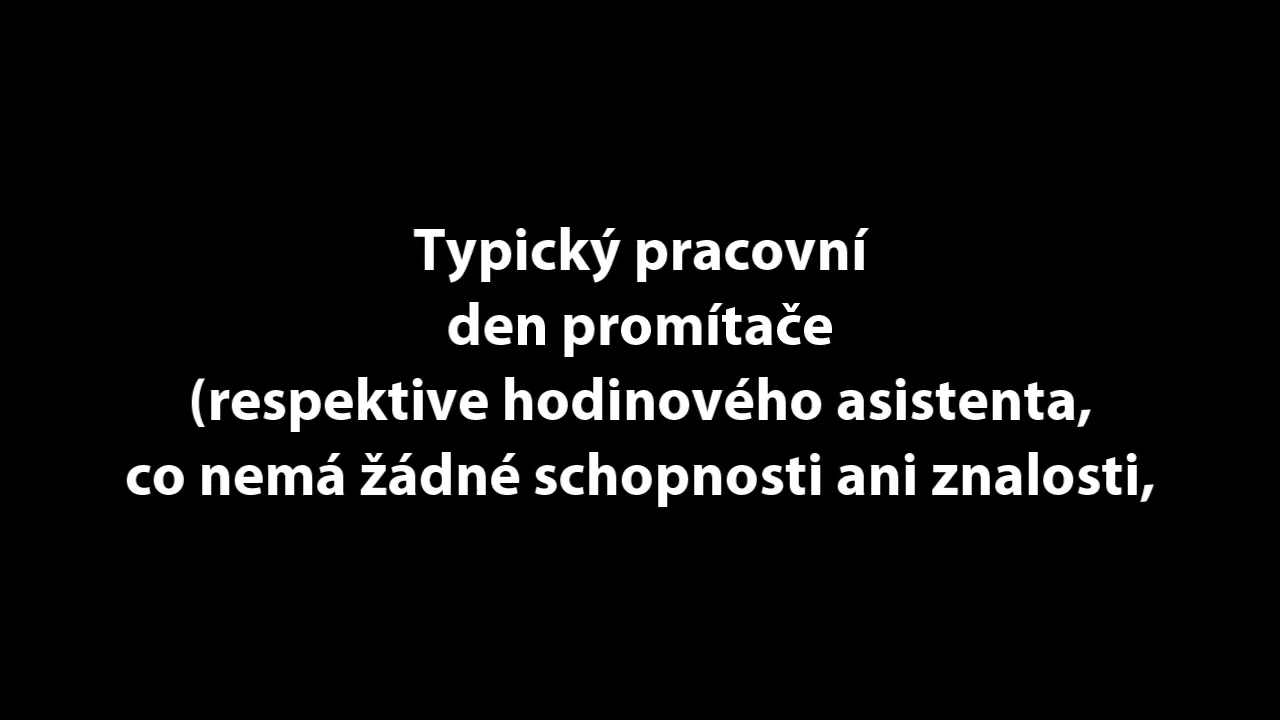 Typický pracovní
den promítače
(respektive hodinového asistenta,
co nemá žádné schopnosti ani znalosti,